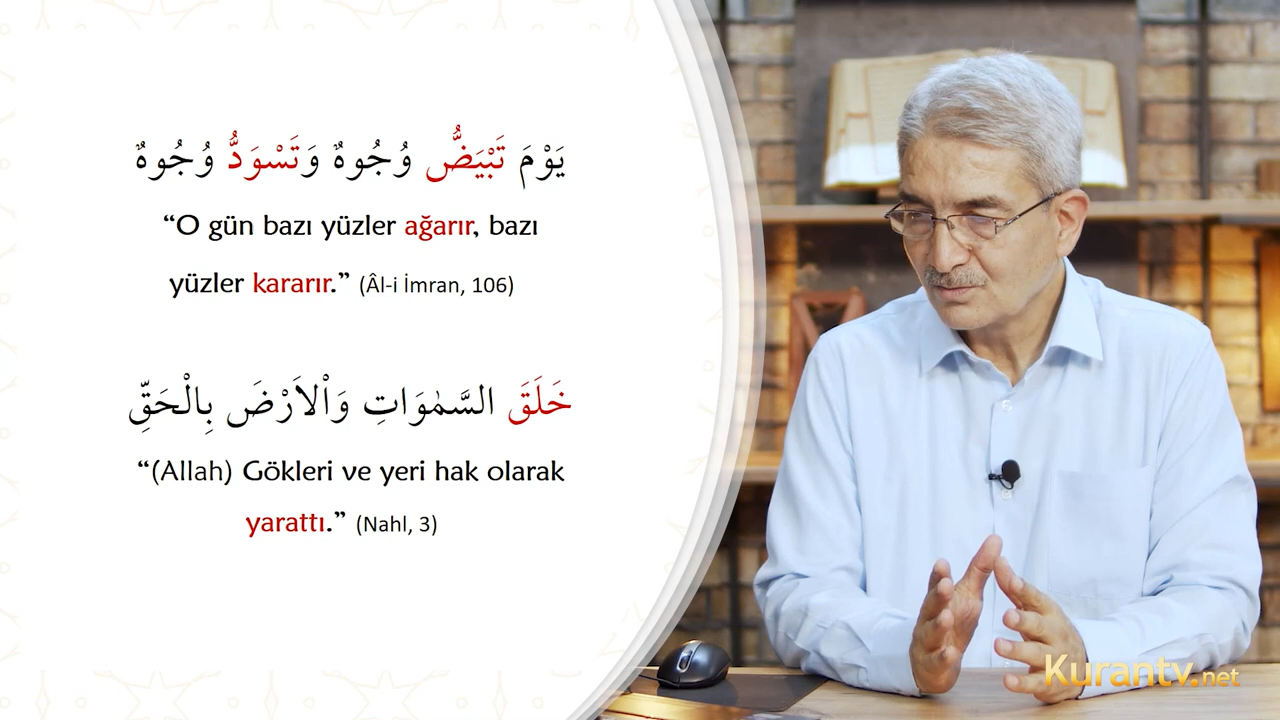 يَوْمَ تَبْيَضُّ وُجُوهٌ وَتَسْوَدُّ وُجُوهٌ
“O gün bazı yüzler ağarır, bazı
yüzler kararır.” (Âl-i İmran, 106)
خَلَقَ السَّمٰوَاتِ وَاْلاَرْضَ بِالْحَقِّ
“(Allah) Gökleri ve yeri hak olarak
yarattı.” (Nahl, 3)
Kurantv.net